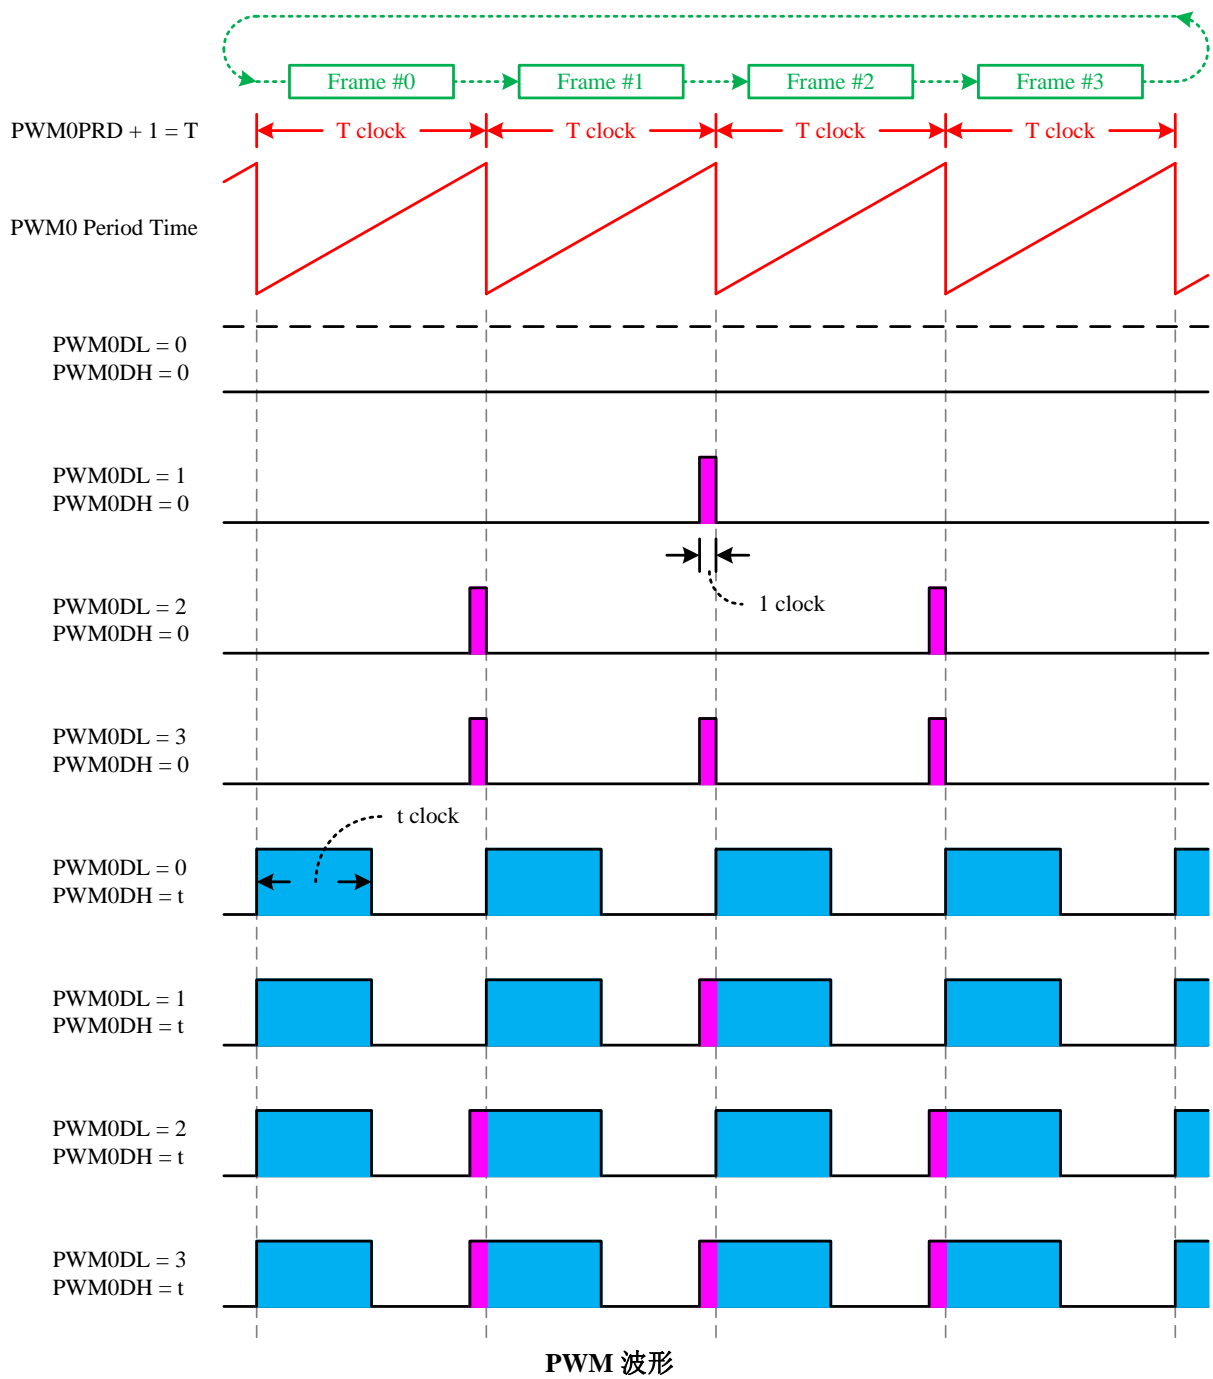 Frame #0 Frame #1 Frame #2 Frame #3
PWM0PRD + 1 = T T clock T clock T clock T clock
PWM0 Period Time
PWM0DL = 0
PWM0DH = 0
PWM0DL = 1
PWM0DH = 0
1 clock
PWM0DL = 2
PWM0DH = 0
PWM0DL = 3
PWM0DH = 0
t clock
PWM0DL = 0
PWM0DH = t
PWM0DL = 1
PWM0DH = t
PWM0DL = 2
PWM0DH = t
PWM0DL = 3
PWM0DH = t
PWM 波形